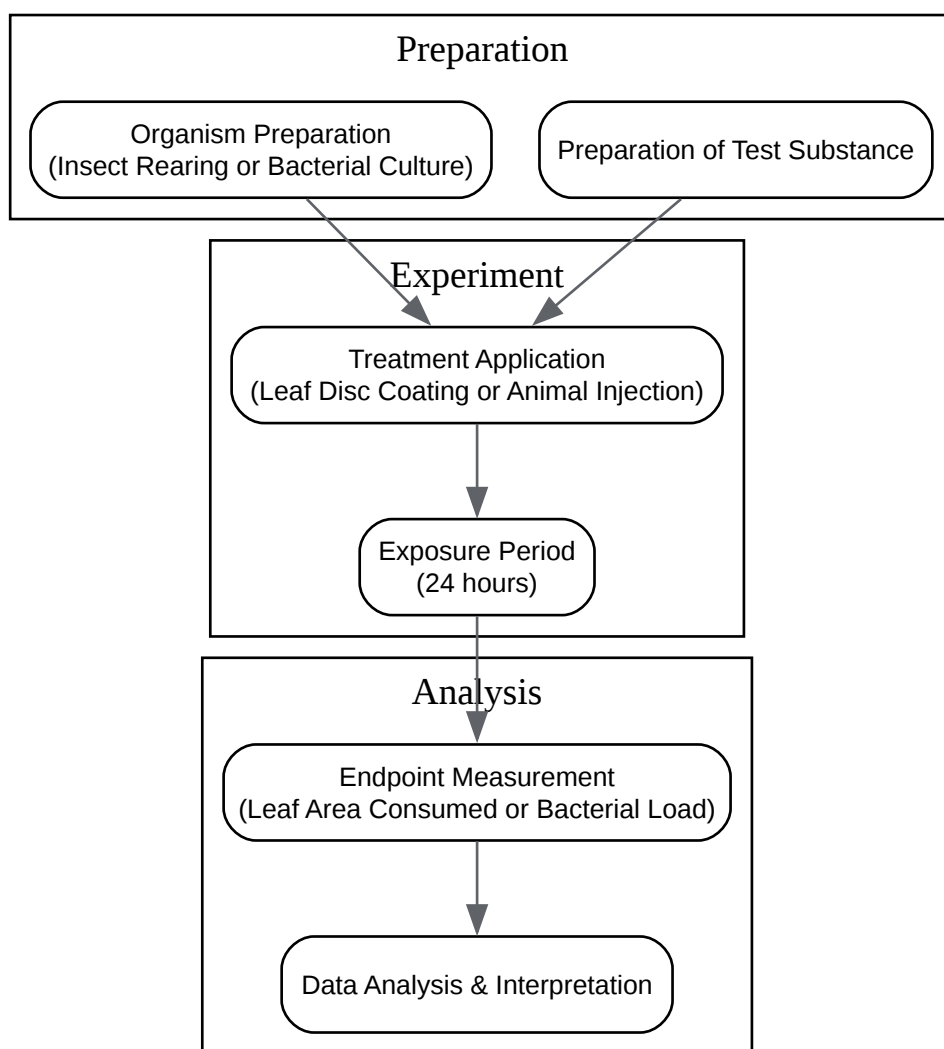 Preparation
Organism Preparation
(Insect Rearing or Bacterial Culture)
Preparation of Test Substance
Experiment
Treatment Application
(Leaf Disc Coating or Animal Injection)
Exposure Period
(24 hours)
Analysis
Endpoint Measurement
(Leaf Area Consumed or Bacterial Load)
Data Analysis & Interpretation